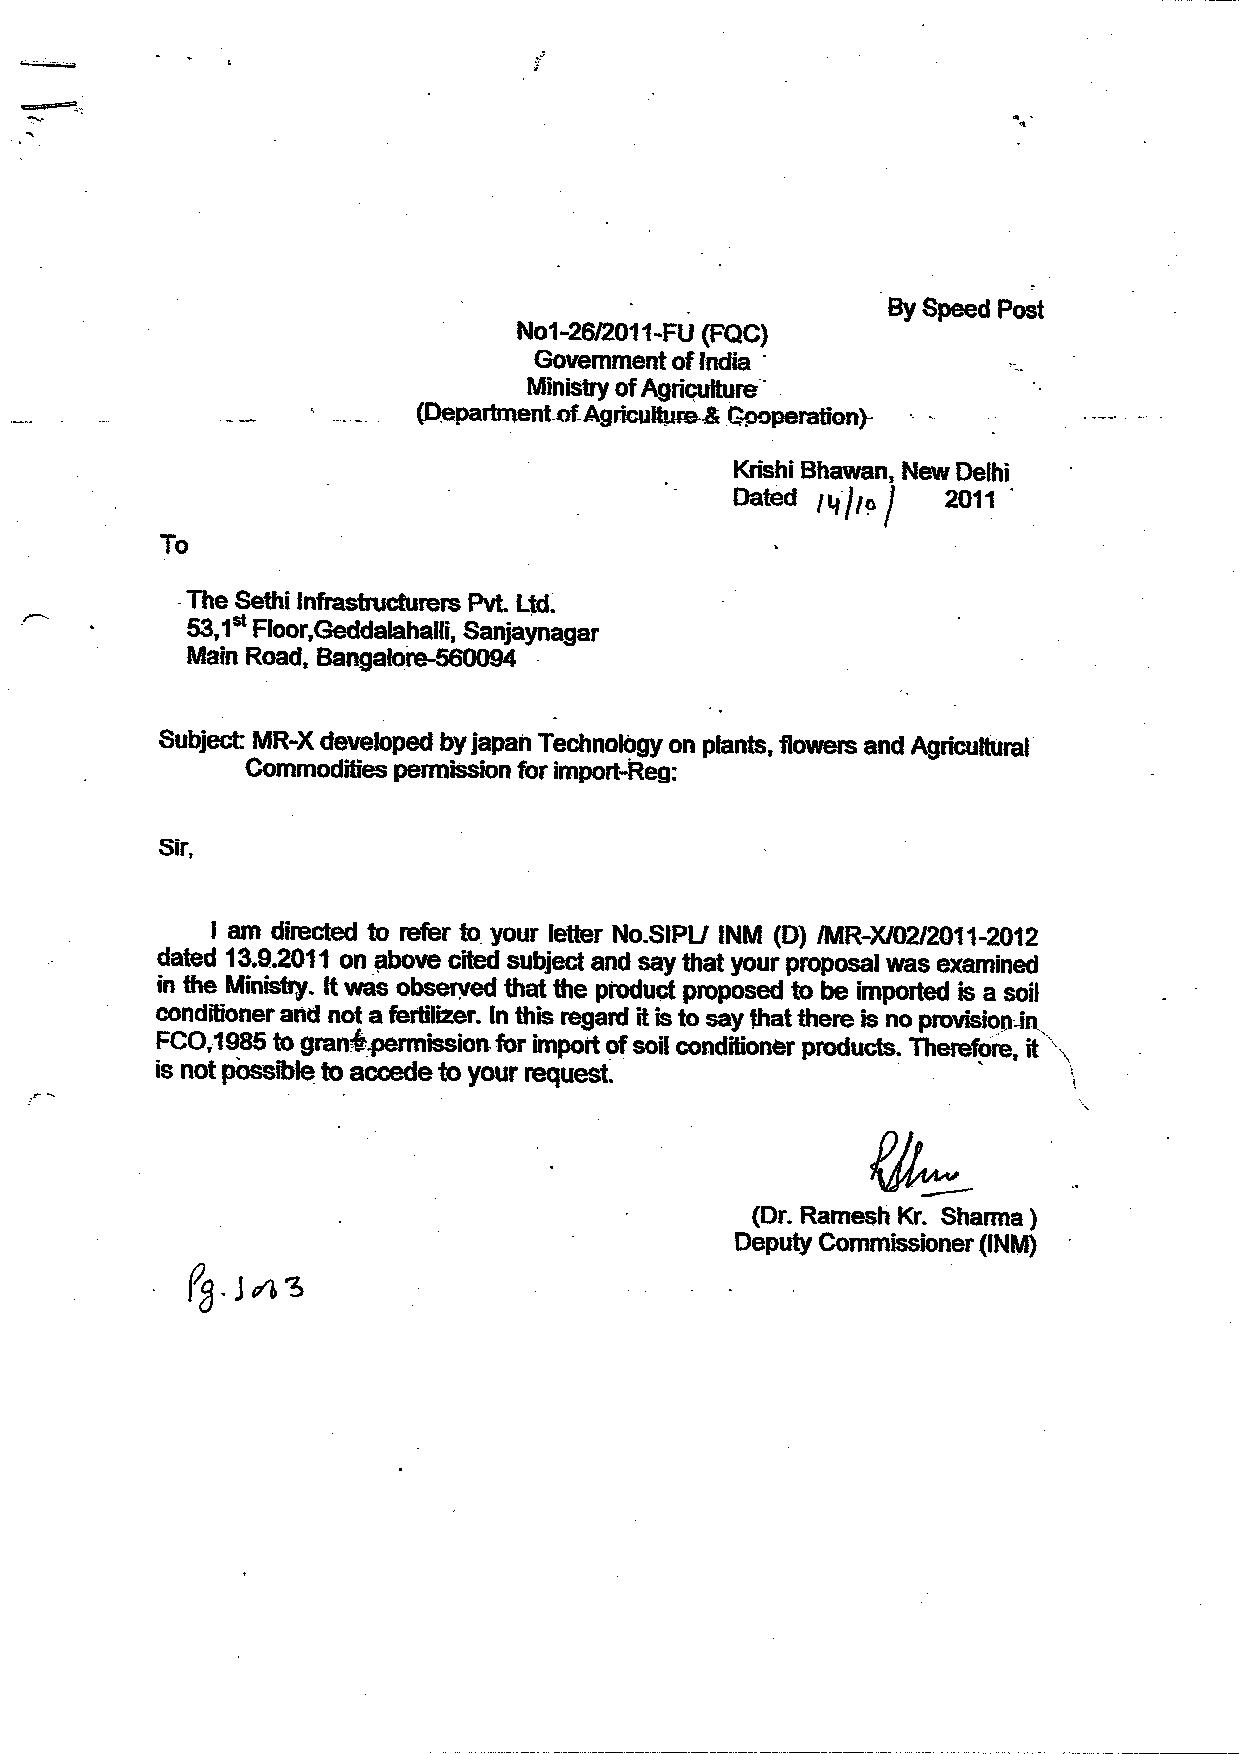 By Speed Post
No1-26/2011-FU (FQC)
Government of India
Ministry of Agriculture
(Department of Agriculture & Cooperation)
Krishi Bhawan, New Delhi
Dated 14/10/ 2011
To
The Sethi Infrastructurers Pvt. Ltd.
53,1st Floor,Geddalahalli, Sanjaynagar
Main Road, Bangalore-560094
Subject: MR-X developed by japan Technology on plants, flowers and Agricultural
Commodities permission for import-Reg:
Sir,
I am directed to refer to your letter No.SIPL/ INM (D) /MR-X/02/2011-2012
dated 13.9.2011 on above cited subject and say that your proposal was examined
in the Ministry. It was observed that the product proposed to be imported is a soil
conditioner and not a fertilizer. In this regard it is to say that there is no provision in
FCO,1985 to grant permission for import of soil conditioner products. Therefore, it
is not possible to accede to your request.
(Dr. Ramesh Kr. Sharma )
Deputy Commissioner (INM)
Pg. 1 of 3